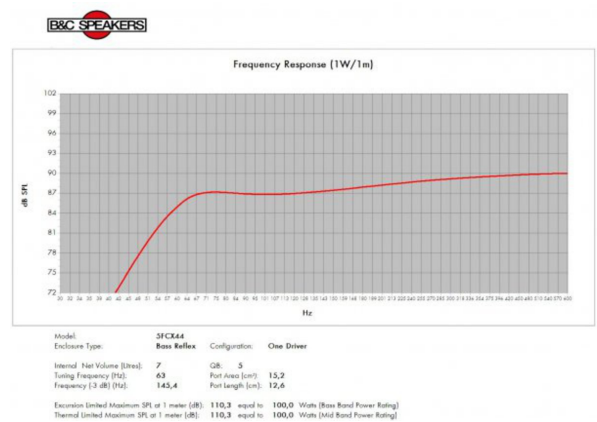 B&C SPEAKERS
Frequency Response (1W/1m)
102
99
96
93
90
87
84
81
78
75
72
dB SPL
Hz
Model: 5FCX44
Enclosure Type: Bass Reflex Configuration: One Driver
Internal Net Volume (Litres): 7 QB: 5
Tuning Frequency (Hz): 63 Port Area (cm²): 15,2
Frequency (-3 dB) (Hz): 145,4 Port Length (cm): 12,6
Excursion Limited Maximum SPL at 1 meter (dB): 110,3 equal to 100,0 Watts (Bass Band Power Rating)
Thermal Limited Maximum SPL at 1 meter (dB): 110,3 equal to 100,0 Watts (Mid Band Power Rating)